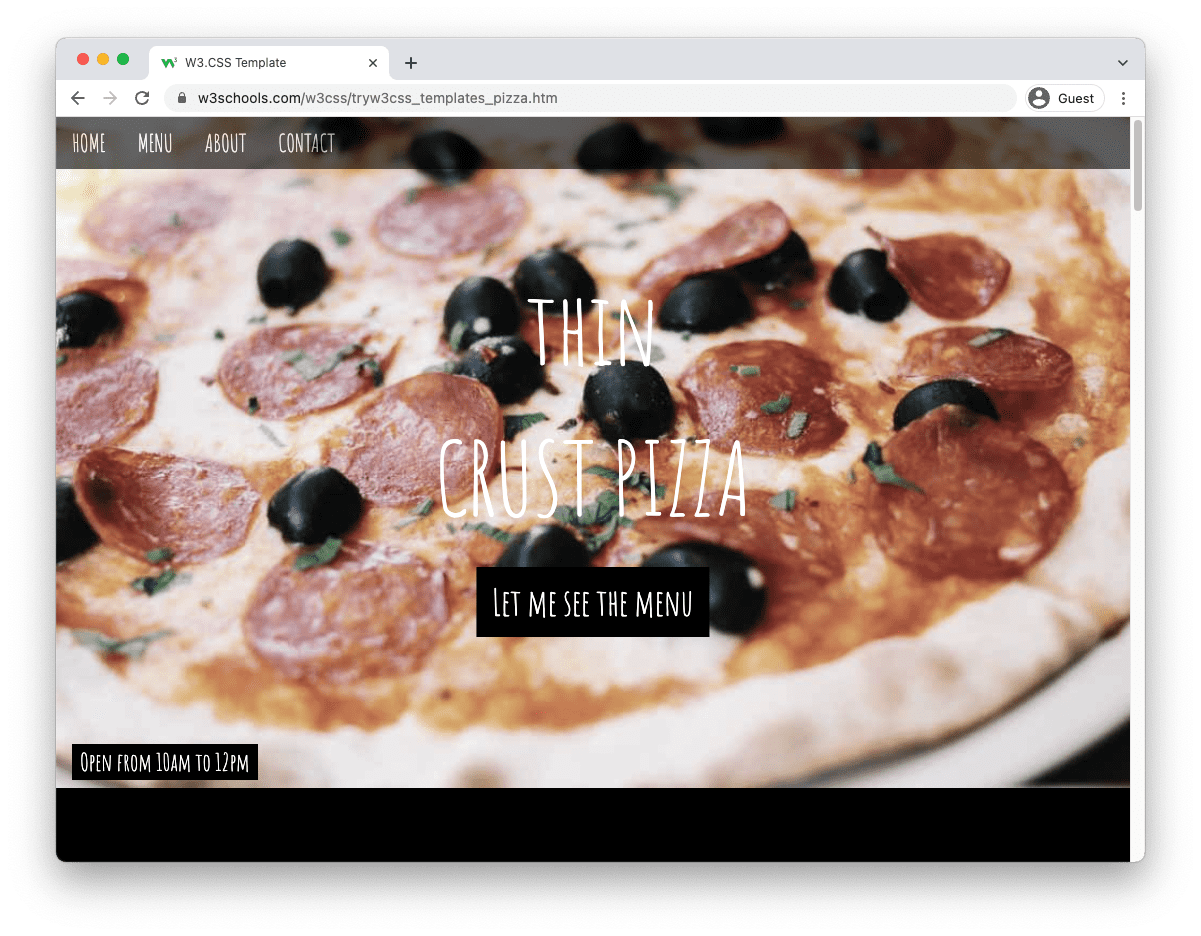 W3.CSS Template
w3schools.com/w3css/tryw3css_templates_pizza.htm
Guest
HOME MENU ABOUT CONTACT
THIN
CRUST PIZZA
LET ME SEE THE MENU
OPEN FROM 10AM TO 12PM